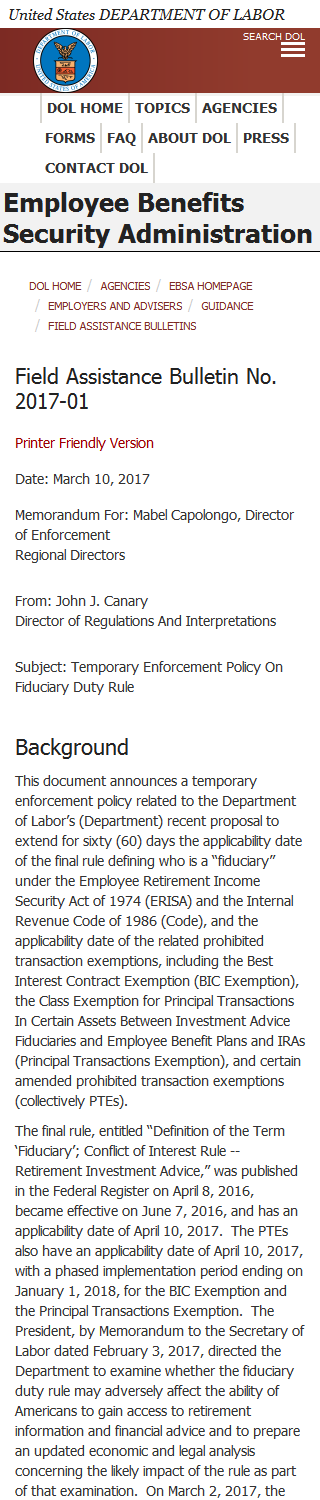 United States DEPARTMENT OF LABOR
SEARCH DOL
DOL HOME
TOPICS
AGENCIES
FORMS
FAQ
ABOUT DOL
PRESS
CONTACT DOL
Employee Benefits
Security Administration
DOL HOME / AGENCIES / EBSA HOMEPAGE
/ EMPLOYERS AND ADVISERS / GUIDANCE
/ FIELD ASSISTANCE BULLETINS
Field Assistance Bulletin No.
2017-01
Printer Friendly Version
Date: March 10, 2017
Memorandum For: Mabel Capolongo, Director
of Enforcement
Regional Directors
From: John J. Canary
Director of Regulations And Interpretations
Subject: Temporary Enforcement Policy On
Fiduciary Duty Rule
Background
This document announces a temporary
enforcement policy related to the Department
of Labor’s (Department) recent proposal to
extend for sixty (60) days the applicability date
of the final rule defining who is a “fiduciary”
under the Employee Retirement Income
Security Act of 1974 (ERISA) and the Internal
Revenue Code of 1986 (Code), and the
applicability date of the related prohibited
transaction exemptions, including the Best
Interest Contract Exemption (BIC Exemption),
the Class Exemption for Principal Transactions
In Certain Assets Between Investment Advice
Fiduciaries and Employee Benefit Plans and IRAs
(Principal Transactions Exemption), and certain
amended prohibited transaction exemptions
(collectively PTEs).
The final rule, entitled “Definition of the Term
‘Fiduciary’; Conflict of Interest Rule --
Retirement Investment Advice,” was published
in the Federal Register on April 8, 2016,
became effective on June 7, 2016, and has an
applicability date of April 10, 2017.  The PTEs
also have an applicability date of April 10, 2017,
with a phased implementation period ending on
January 1, 2018, for the BIC Exemption and
the Principal Transactions Exemption.  The
President, by Memorandum to the Secretary of
Labor dated February 3, 2017, directed the
Department to examine whether the fiduciary
duty rule may adversely affect the ability of
Americans to gain access to retirement
information and financial advice and to prepare
an updated economic and legal analysis
concerning the likely impact of the rule as part
of that examination.  On March 2, 2017, the